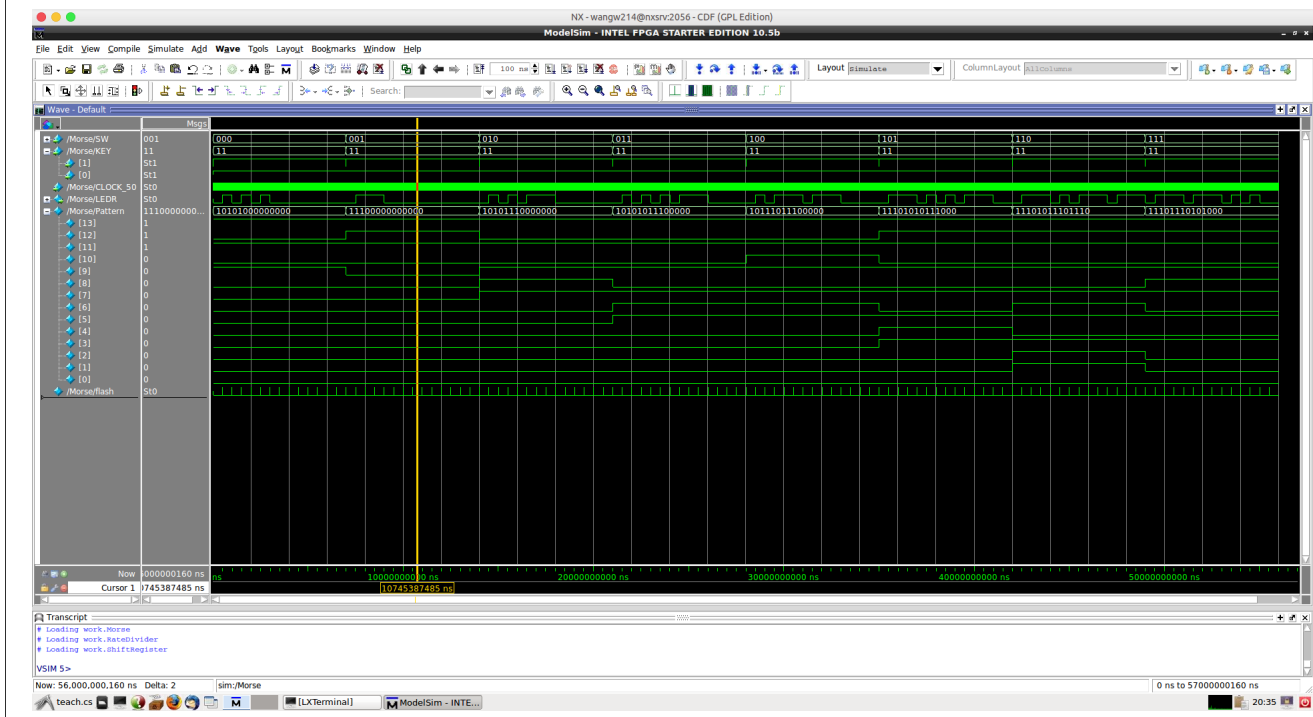 NX - wangw214@nxsrv:2056 - CDF (GPL Edition)
ModelSim - INTEL FPGA STARTER EDITION 10.5b
File Edit View Compile Simulate Add Wave Tools Layout Bookmarks Window Help
100 ns Layout Simulate ColumnLayout AllColumns
Search:
Wave - Default
Msgs
/Morse/SW 001 000 001 010 011 100 101 110 111
/Morse/KEY 11 11 11 11 11 11 11 11 11
[1] St1
[0] St1
/Morse/CLOCK_50 St0
/Morse/LEDR St0
/Morse/Pattern 1110000000... 10101000000000 11100000000000 10101110000000 10101011100000 10111011100000 11101010111000 11101011101110 11101110101000
[13] 1
[12] 1
[11] 1
[10] 0
[9] 0
[8] 0
[7] 0
[6] 0
[5] 0
[4] 0
[3] 0
[2] 0
[1] 0
[0] 0
/Morse/flash St0
Now 000000160 ns ns 10000000000 ns 20000000000 ns 30000000000 ns 40000000000 ns 50000000000 ns
Cursor 1 0745387485 ns 10745387485 ns
Transcript
# Loading work.Morse
# Loading work.RateDivider
# Loading work.ShiftRegister
VSIM 5>
Now: 56,000,000,160 ns Delta: 2 sim:/Morse 0 ns to 57000000160 ns
teach.cs [LXTerminal] ModelSim - INTE... 20:35